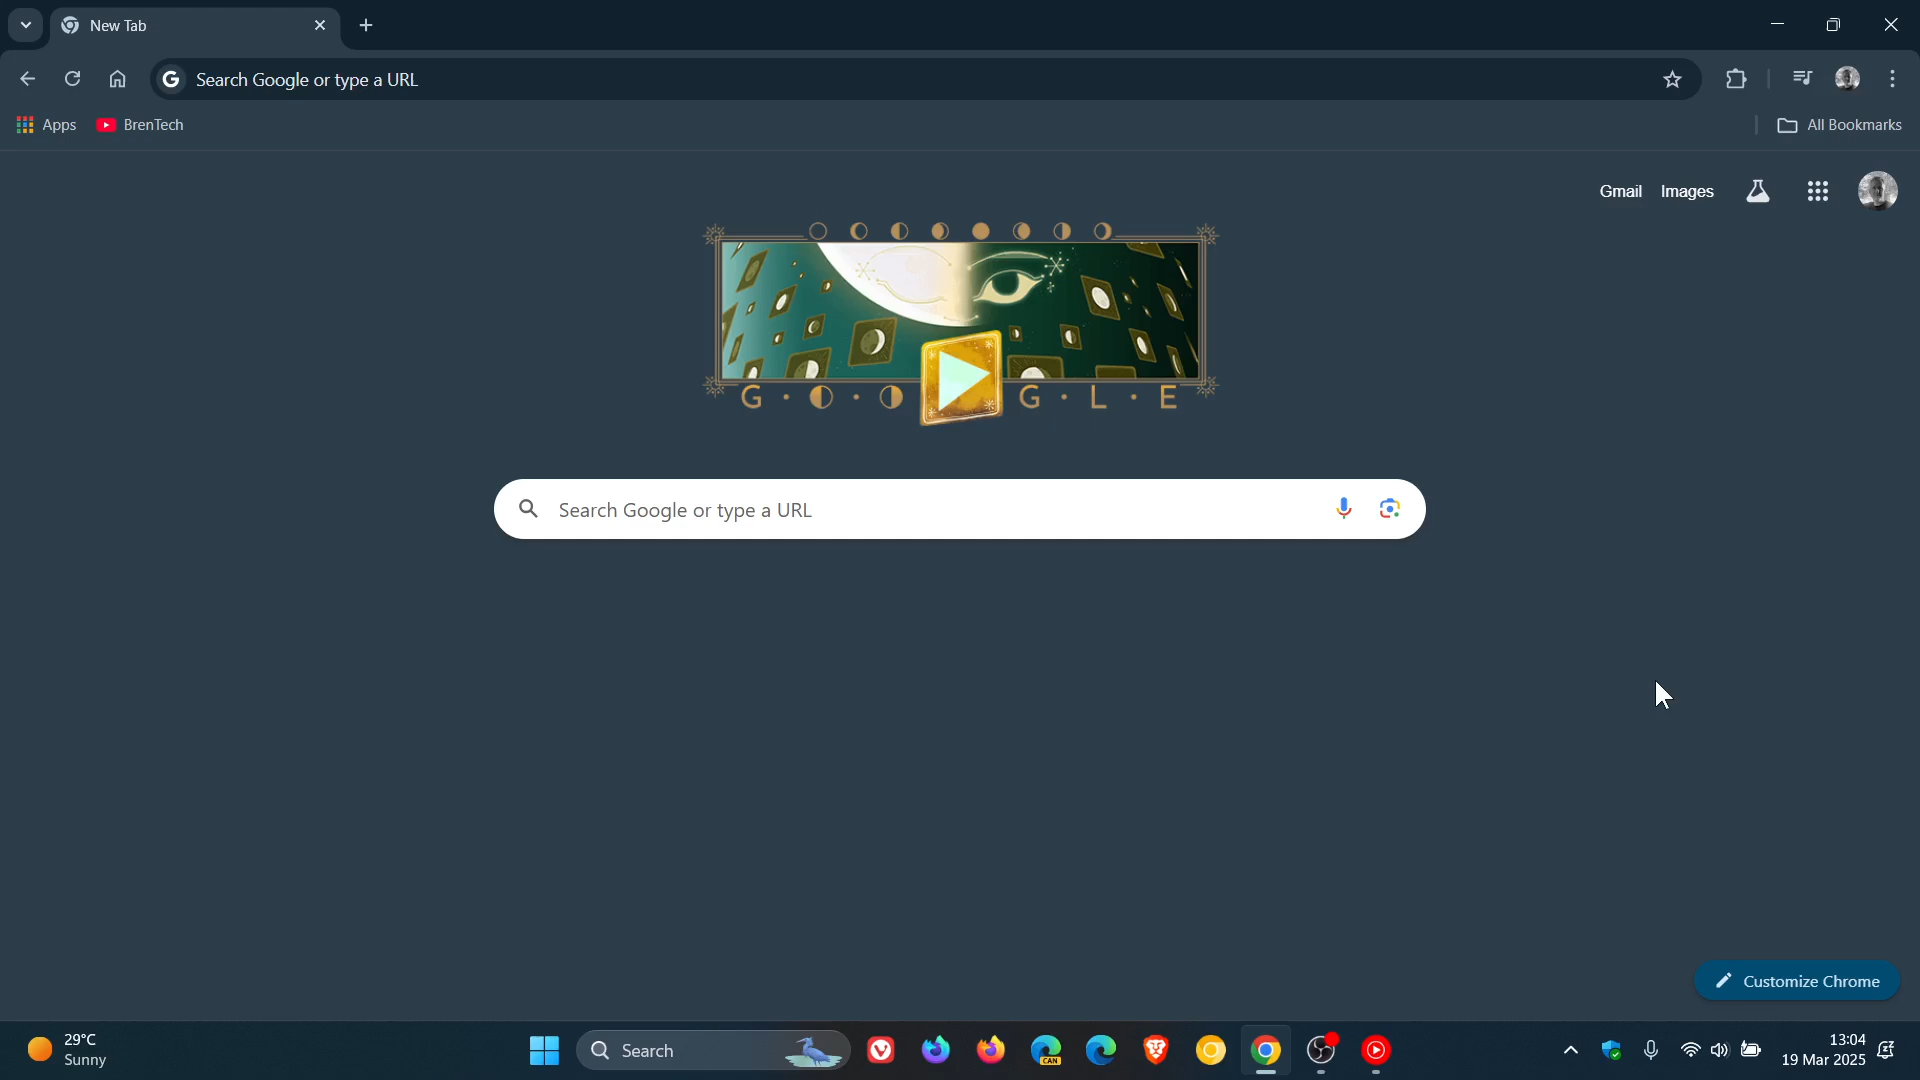 New Tab
Search Google or type a URL
Apps
BrenTech
All Bookmarks
Gmail
Images
G · O · O G · L · E
Search Google or type a URL
Customize Chrome
29°C
Sunny
Search
CAN
13:04
19 Mar 2025